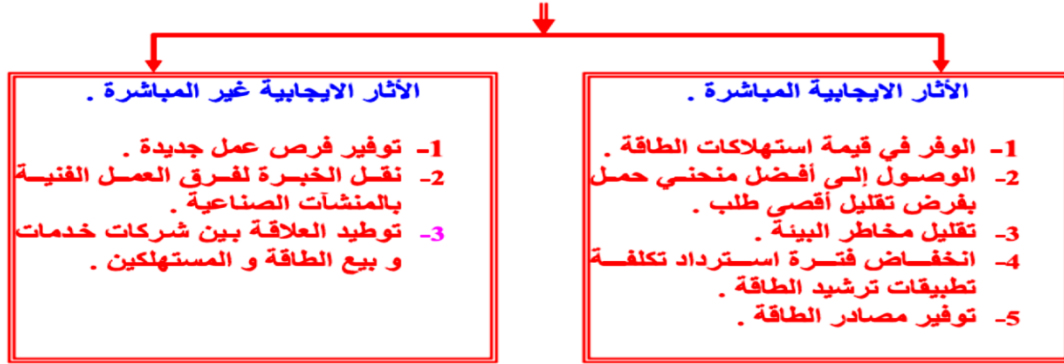 الأثار الايجابية المباشرة .
1- الوفر في قيمة استهلاكات الطاقة .
2- الوصول إلى أفضل منحني حمل
بفرض تقليل أقصى طلب .
3- تقليل مخاطر البيئة .
4- انخفاض فترة استرداد تكلفة
تطبيقات ترشيد الطاقة .
5- توفير مصادر الطاقة .
الأثار الايجابية غير المباشرة .
1- توفير فرص عمل جديدة .
2- نقل الخبرة لفرق العمل الفنية
بالمنشآت الصناعية .
3- توطيد العلاقة بين شركات خدمات
و بيع الطاقة و المستهلكين .